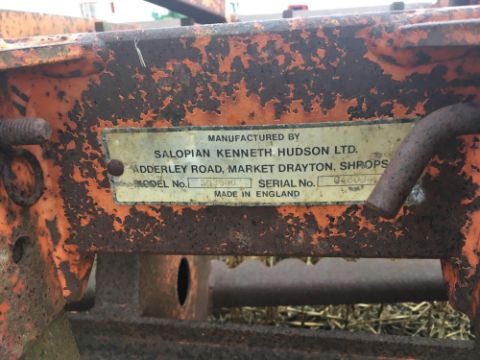 MANUFACTURED BY
SALOPIAN KENNETH HUDSON LTD.
ADDERLEY ROAD, MARKET DRAYTON, SHROPS
MODEL No. SERIAL No.
MADE IN ENGLAND